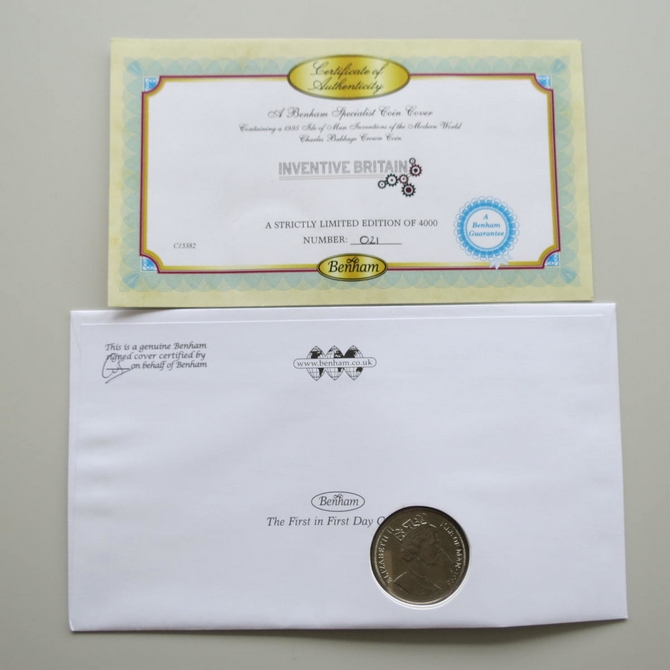 Certificate of
Authenticity
A Benham Specialist Coin Cover
Containing a 1995 Isle of Man Inventions of the Modern World
Charles Babbage Crown Coin
INVENTIVE BRITAIN
A STRICTLY LIMITED EDITION OF 4000
NUMBER: 021
C15382
A
Benham
Guarantee
Benham
This is a genuine Benham
signed cover certified by
on behalf of Benham
www.benham.co.uk
Benham
The First in First Day C
ELIZABETH II ISLE OF MAN